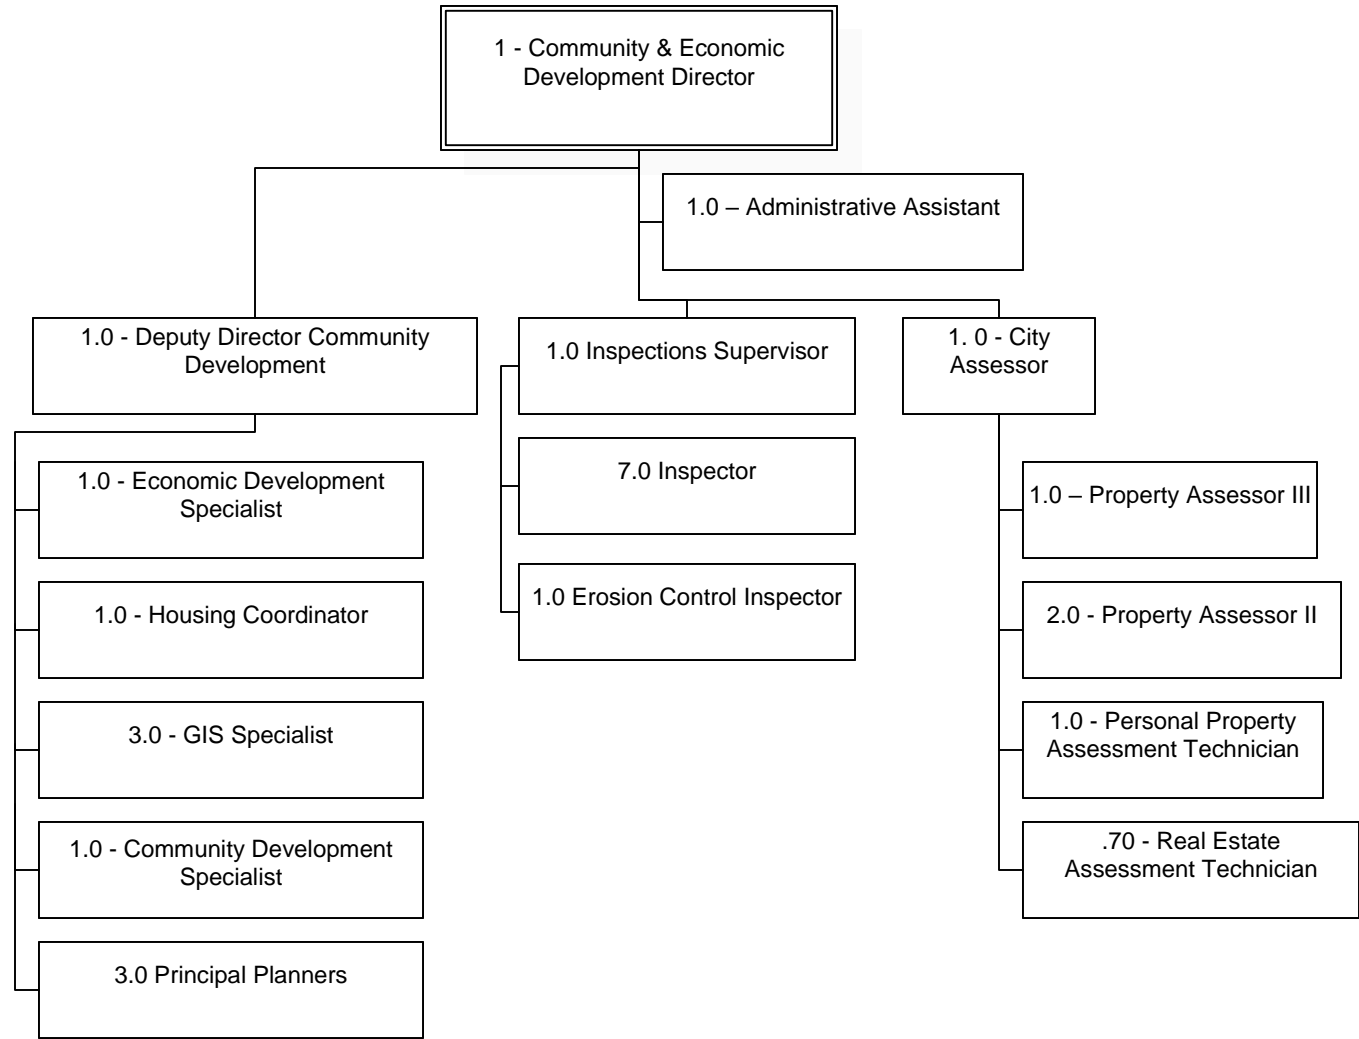 1 - Community & Economic
Development Director
1.0 – Administrative Assistant
1.0 - Deputy Director Community
Development
1.0 - Economic Development
Specialist
1.0 - Housing Coordinator
3.0 - GIS Specialist
1.0 - Community Development
Specialist
3.0 Principal Planners
1.0 Inspections Supervisor
7.0 Inspector
1.0 Erosion Control Inspector
1. 0 - City
Assessor
1.0 – Property Assessor III
2.0 - Property Assessor II
1.0 - Personal Property
Assessment Technician
.70 - Real Estate
Assessment Technician